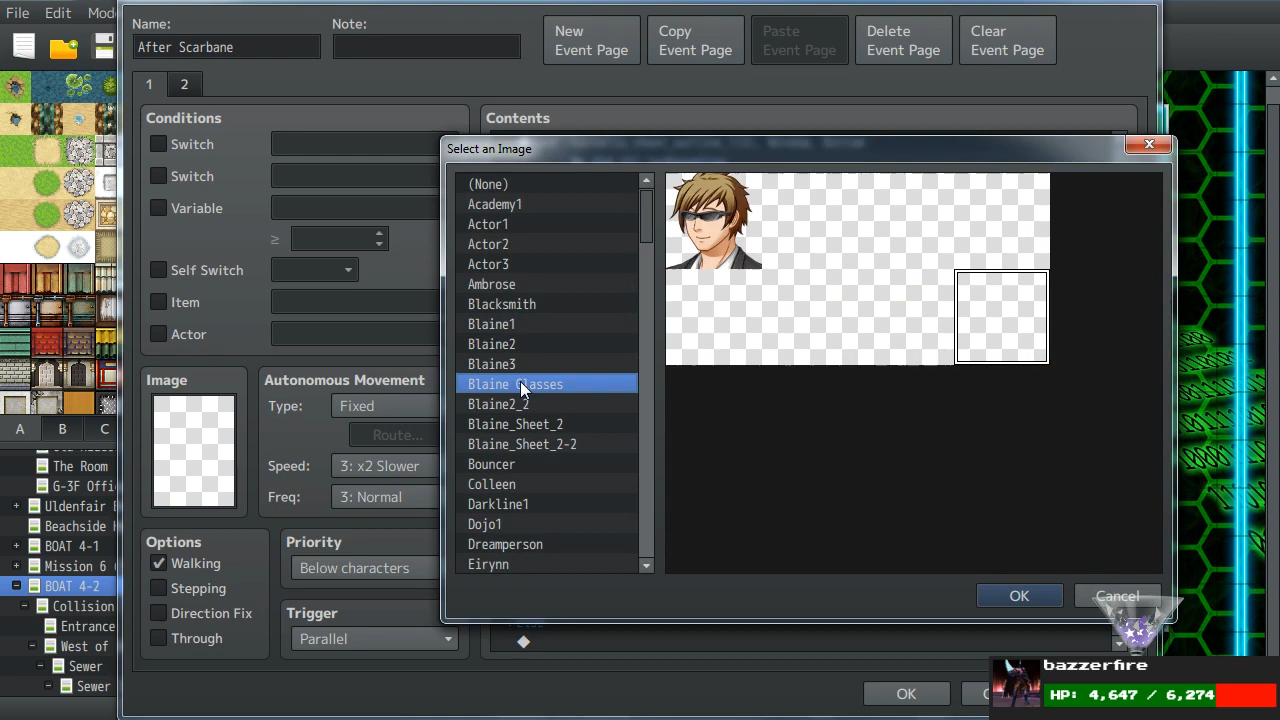 File Edit Mod
Name:
Note:
After Scarbane
New
Event Page
Copy
Event Page
Paste
Event Page
Delete
Event Page
Clear
Event Page
1
2
Conditions
Contents
Switch
Switch
Variable
≥
Self Switch
Item
Actor
Image
Autonomous Movement
Type:
Fixed
Route...
Speed:
3: x2 Slower
Freq:
3: Normal
Options
Walking
Stepping
Direction Fix
Through
Priority
Below characters
Trigger
Parallel
Select an Image
(None)
Academy1
Actor1
Actor2
Actor3
Ambrose
Blacksmith
Blaine1
Blaine2
Blaine3
Blaine Glasses
Blaine2_2
Blaine_Sheet_2
Blaine_Sheet_2-2
Bouncer
Colleen
Darkline1
Dojo1
Dreamperson
Eirynn
OK
Cancel
A B C
The Room
G-3F Offi
Uldenfair
Beachside
BOAT 4-1
Mission 6
BOAT 4-2
Collision
Entrance
West of
Sewer
Sewer
OK
bazzerfire
HP: 4,647 / 6,274